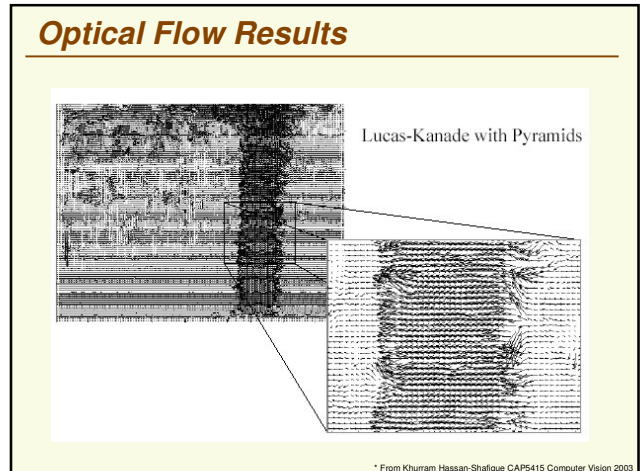 Optical Flow Results
Lucas-Kanade with Pyramids
* From Khurram Hassan-Shafique CAP5415 Computer Vision 2003